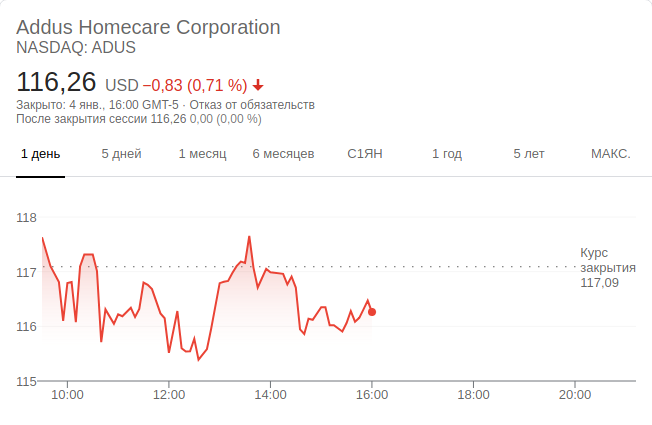 Addus Homecare Corporation
NASDAQ: ADUS
116,26 USD −0,83 (0,71 %)
Закрыто: 4 янв., 16:00 GMT-5 · Отказ от обязательств
После закрытия сессии 116,26 0,00 (0,00 %)
1 день 5 дней 1 месяц 6 месяцев С1ЯН 1 год 5 лет МАКС.
118
Курс
закрытия
117,09
117
116
115
10:00 12:00 14:00 16:00 18:00 20:00